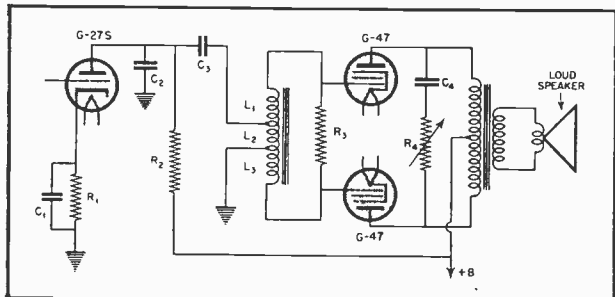 G-27S
C2
C3
G-47
C4
LOUD
SPEAKER
L1
L2
L3
R3
R2
R4
C1
R1
G-47
+B